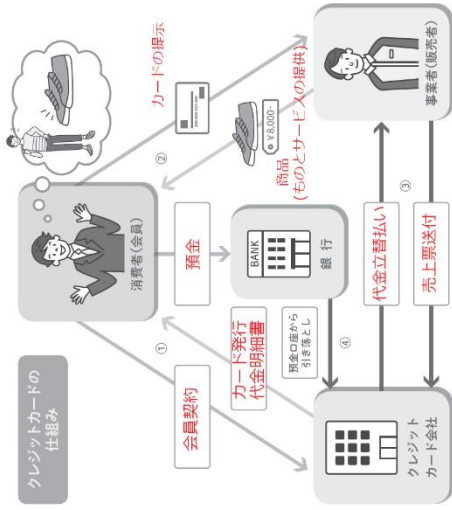 クレジットカードの
仕組み
消費者(会員)
①
②
カードの提示
¥8,000-
商品
(ものとサービスの提供)
事業者(販売者)
会員契約
預金
カード発行
代金明細書
BANK
銀行
預金口座から
引き落とし
④
代金立替払い
③
売上票送付
クレジット
カード会社